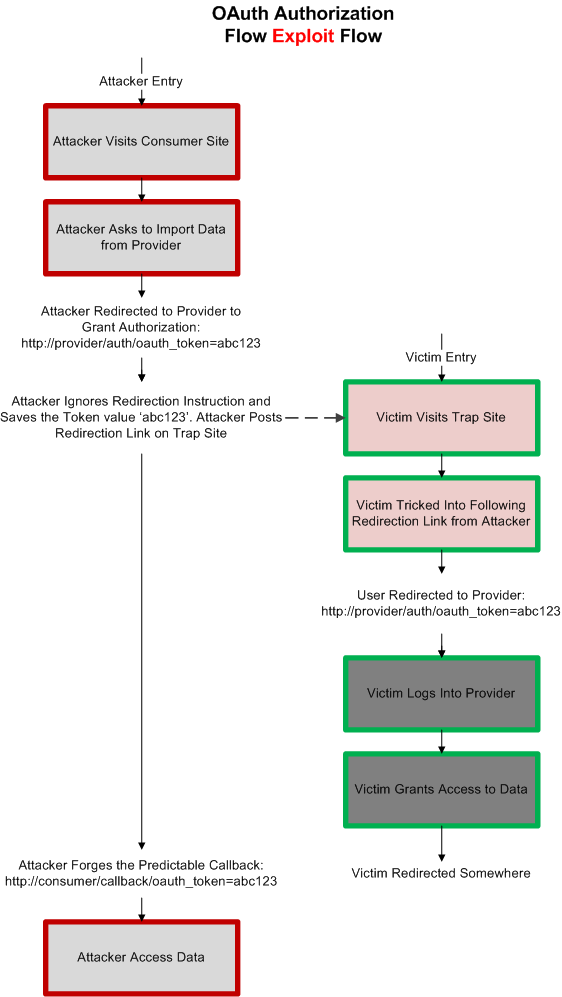 OAuth Authorization
Flow Exploit Flow
Attacker Entry
Attacker Visits Consumer Site
Attacker Asks to Import Data
from Provider
Attacker Redirected to Provider to
Grant Authorization:
http://provider/auth/oauth_token=abc123
Attacker Ignores Redirection Instruction and
Saves the Token value ‘abc123’. Attacker Posts
Redirection Link on Trap Site
Victim Entry
Victim Visits Trap Site
Victim Tricked Into Following
Redirection Link from Attacker
User Redirected to Provider:
http://provider/auth/oauth_token=abc123
Victim Logs Into Provider
Victim Grants Access to Data
Victim Redirected Somewhere
Attacker Forges the Predictable Callback:
http://consumer/callback/oauth_token=abc123
Attacker Access Data